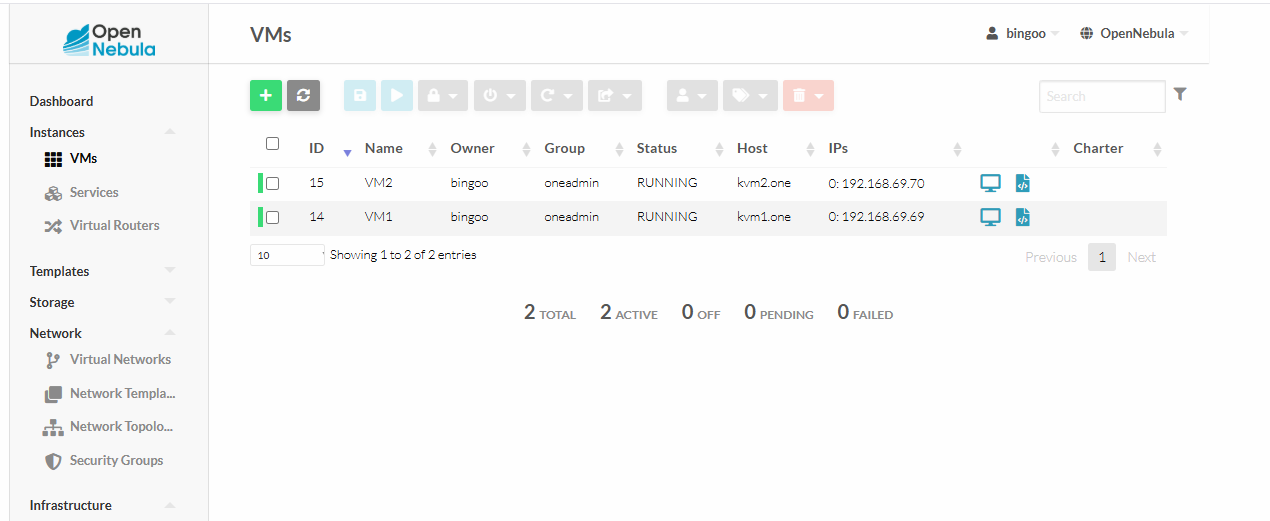 Open
Nebula
VMs
bingoo
OpenNebula
Dashboard
Instances
VMs
Services
Virtual Routers
Templates
Storage
Network
Virtual Networks
Network Templa...
Network Topolo...
Security Groups
Infrastructure
Search
ID Name Owner Group Status Host IPs Charter
15 VM2 bingoo oneadmin RUNNING kvm2.one 0: 192.168.69.70
14 VM1 bingoo oneadmin RUNNING kvm1.one 0: 192.168.69.69
10 Showing 1 to 2 of 2 entries
Previous 1 Next
2 TOTAL 2 ACTIVE 0 OFF 0 PENDING 0 FAILED